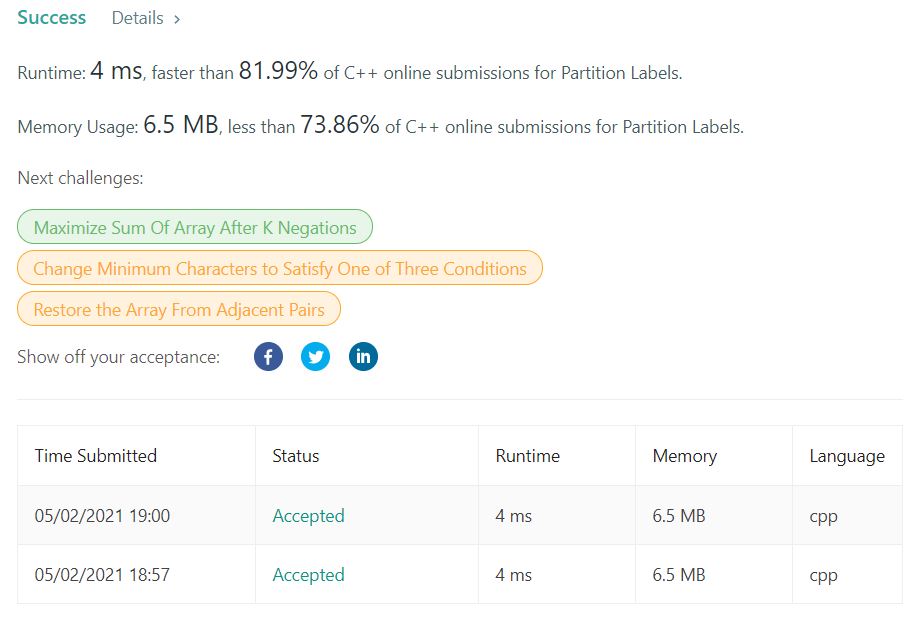 Success Details >
Runtime: 4 ms, faster than 81.99% of C++ online submissions for Partition Labels.
Memory Usage: 6.5 MB, less than 73.86% of C++ online submissions for Partition Labels.
Next challenges:
Maximize Sum Of Array After K Negations
Change Minimum Characters to Satisfy One of Three Conditions
Restore the Array From Adjacent Pairs
Show off your acceptance: f in
Time Submitted Status Runtime Memory Language
05/02/2021 19:00 Accepted 4 ms 6.5 MB cpp
05/02/2021 18:57 Accepted 4 ms 6.5 MB cpp